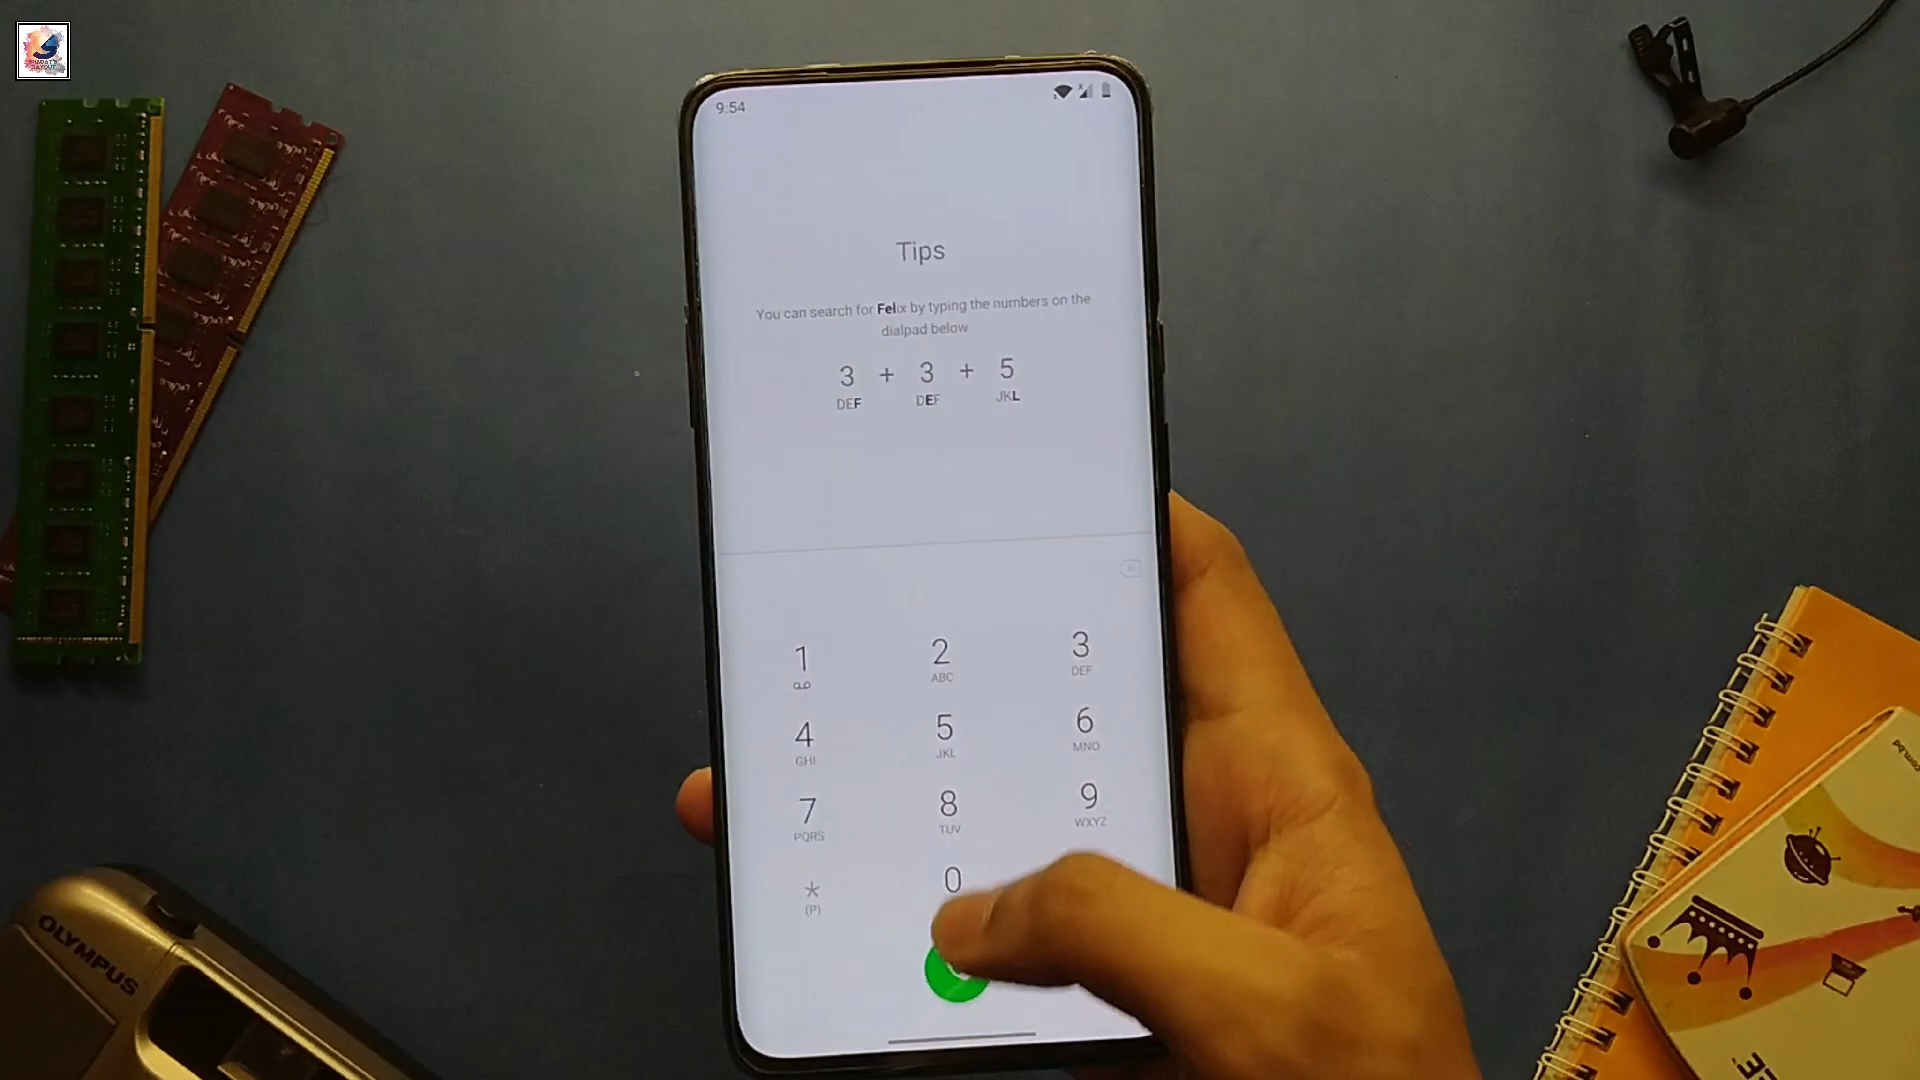 9:54
Tips
You can search for Felix by typing the numbers on the
dialpad below
3 + 3 + 5
DEF DEF JKL
1 2 3
ABC DEF
4 5 6
GHI JKL MNO
7 8 9
PQRS TUV WXYZ
* 0
(P)
OLYMPUS
com.bd